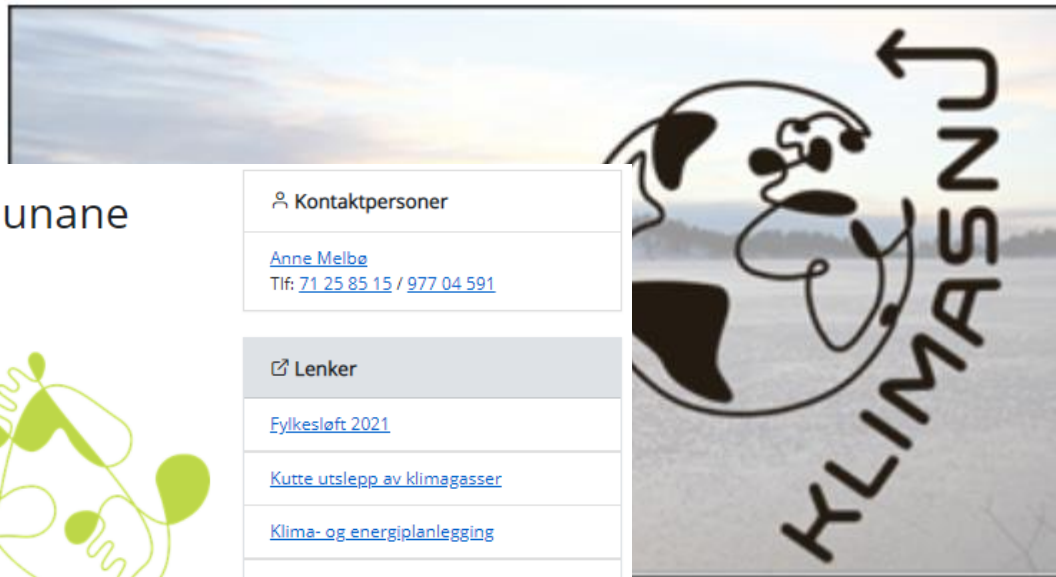 unane
Kontaktpersoner
Anne Melbø
Tlf: 71 25 85 15 / 977 04 591
Lenker
Fylkesløft 2021
Kutte utslepp av klimagasser
Klima- og energiplanlegging
KLIMASNU